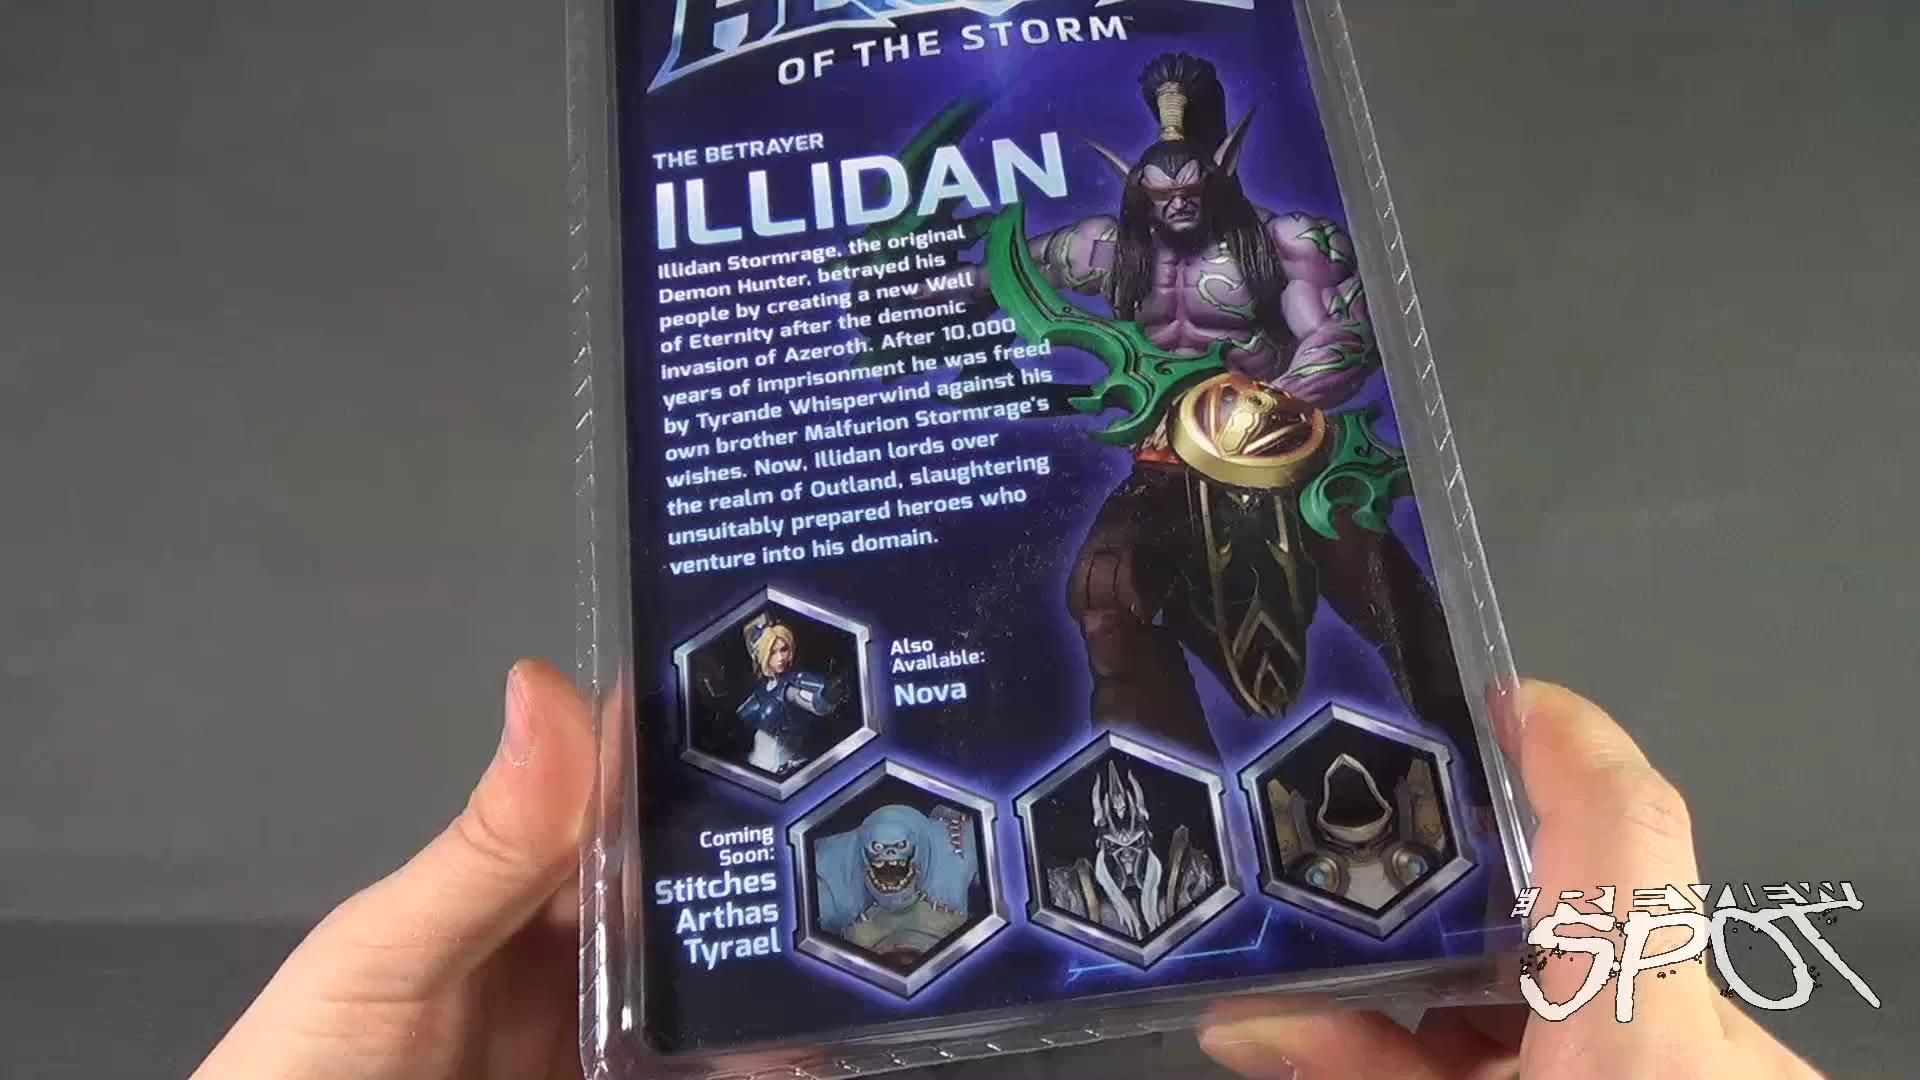 OF THE STORM™
THE BETRAYER
ILLIDAN
Illidan Stormrage, the original
Demon Hunter, betrayed his
people by creating a new Well
of Eternity after the demonic
invasion of Azeroth. After 10,000
years of imprisonment he was freed
by Tyrande Whisperwind against his
own brother Malfurion Stormrage's
wishes. Now, Illidan lords over
the realm of Outland, slaughtering
unsuitably prepared heroes who
venture into his domain.
Also
Available:
Nova
Coming
Soon:
Stitches
Arthas
Tyrael
THE REVIEW
SPOT